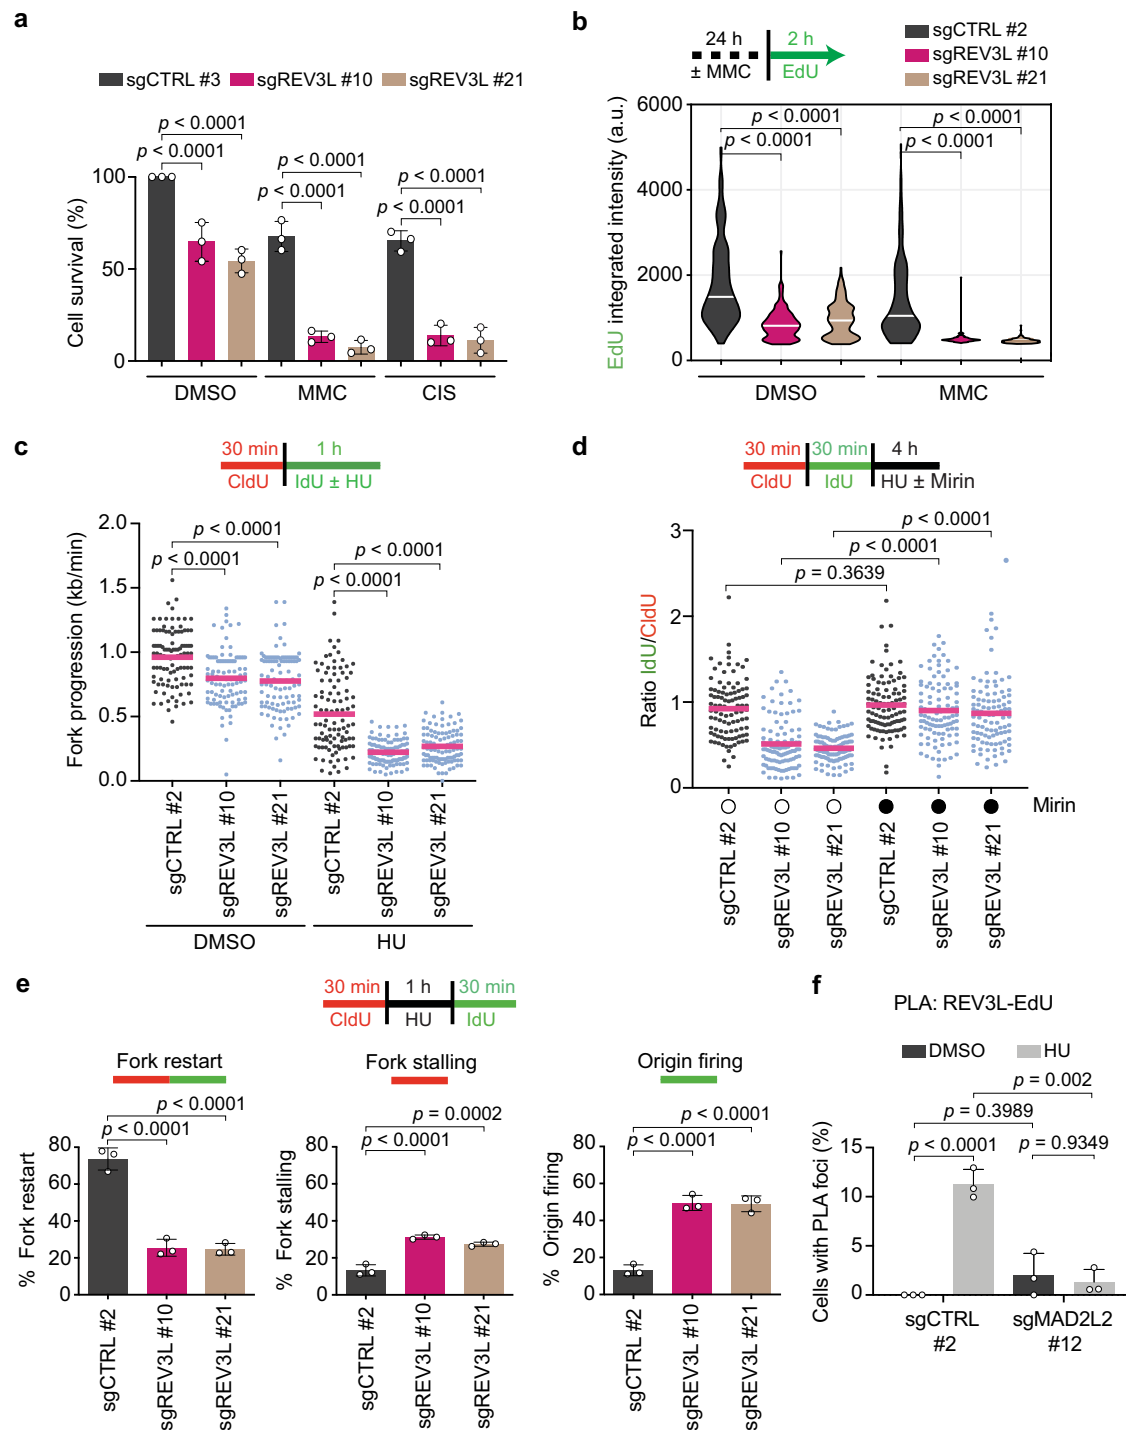 a
sgCTRL #3 sgREV3L #10 sgREV3L #21
p < 0.0001
p < 0.0001
p < 0.0001
p < 0.0001
p < 0.0001
p < 0.0001
Cell survival (%)
100
50
0
DMSO MMC CIS
b
24 h 2 h
± MMC EdU
sgCTRL #2
sgREV3L #10
sgREV3L #21
EdU integrated intensity (a.u.)
6000
4000
2000
0
p < 0.0001
p < 0.0001
p < 0.0001
p < 0.0001
DMSO MMC
c
30 min 1 h
CldU IdU ± HU
Fork progression (kb/min)
2.0
1.5
1.0
0.5
0.0
p < 0.0001
p < 0.0001
p < 0.0001
p < 0.0001
sgCTRL #2
sgREV3L #10
sgREV3L #21
sgCTRL #2
sgREV3L #10
sgREV3L #21
DMSO HU
d
30 min 30 min 4 h
CldU IdU HU ± Mirin
Ratio IdU/CldU
3
2
1
0
p < 0.0001
p < 0.0001
p = 0.3639
Mirin
sgCTRL #2
sgREV3L #10
sgREV3L #21
sgCTRL #2
sgREV3L #10
sgREV3L #21
e
30 min 1 h 30 min
CldU HU IdU
Fork restart
p < 0.0001
p < 0.0001
% Fork restart
80
60
40
20
0
sgCTRL #2
sgREV3L #10
sgREV3L #21
Fork stalling
p = 0.0002
p < 0.0001
% Fork stalling
80
60
40
20
0
sgCTRL #2
sgREV3L #10
sgREV3L #21
Origin firing
p < 0.0001
p < 0.0001
% Origin firing
80
60
40
20
0
sgCTRL #2
sgREV3L #10
sgREV3L #21
f
PLA: REV3L-EdU
DMSO HU
p = 0.002
p = 0.3989
p < 0.0001 p = 0.9349
Cells with PLA foci (%)
15
10
5
0
sgCTRL sgMAD2L2
#2 #12